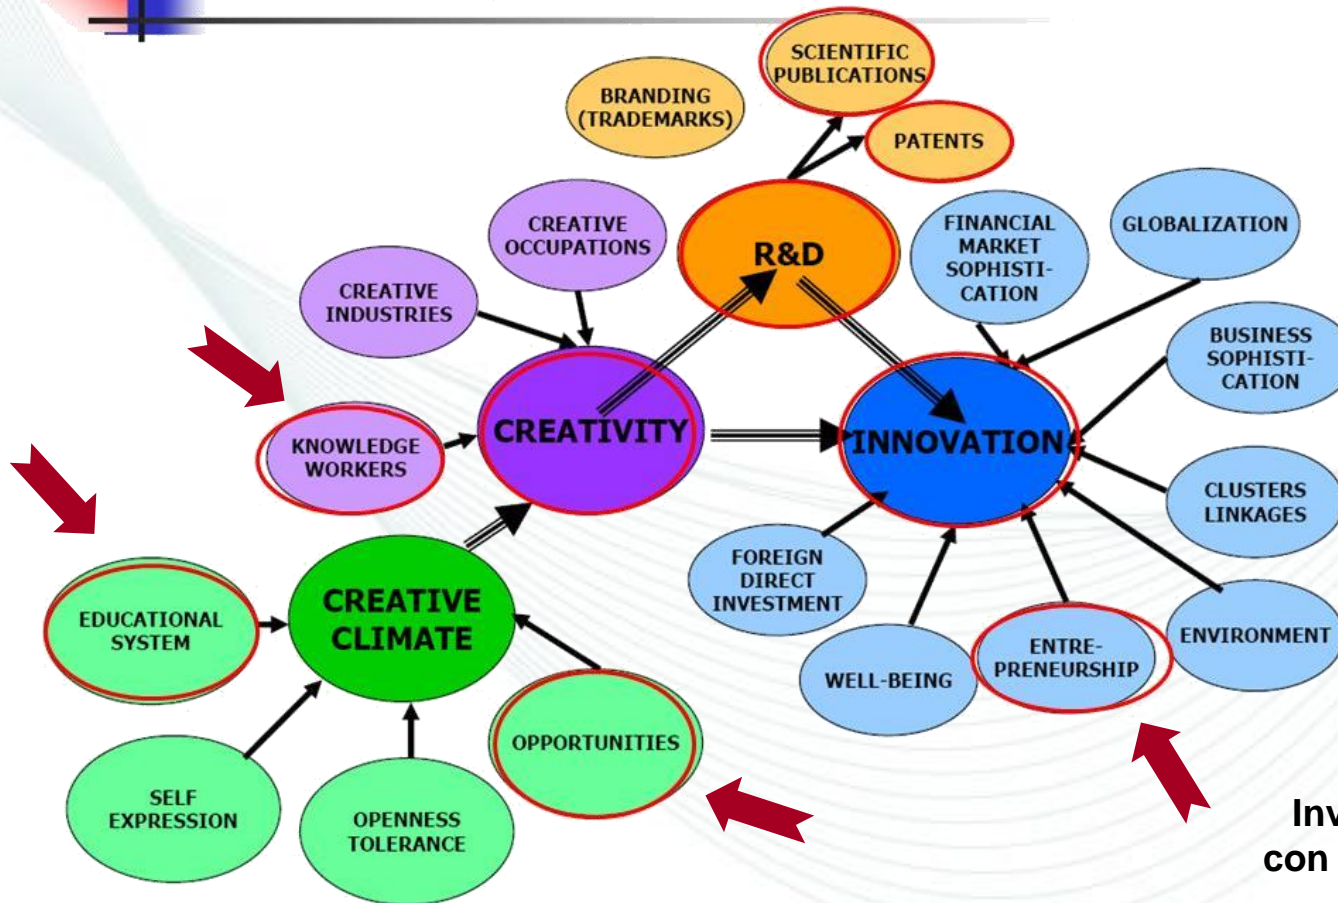 SCIENTIFIC
PUBLICATIONS
BRANDING
(TRADEMARKS)
PATENTS
CREATIVE
OCCUPATIONS
R&D
FINANCIAL
MARKET
SOPHISTI-
CATION
GLOBALIZATION
CREATIVE
INDUSTRIES
BUSINESS
SOPHISTI-
CATION
KNOWLEDGE
WORKERS
CREATIVITY
INNOVATION
CLUSTERS
LINKAGES
FOREIGN
DIRECT
INVESTMENT
EDUCATIONAL
SYSTEM
CREATIVE
CLIMATE
WELL-BEING
ENTRE-
PRENEURSHIP
ENVIRONMENT
OPPORTUNITIES
SELF
EXPRESSION
OPENNESS
TOLERANCE
Inv
con